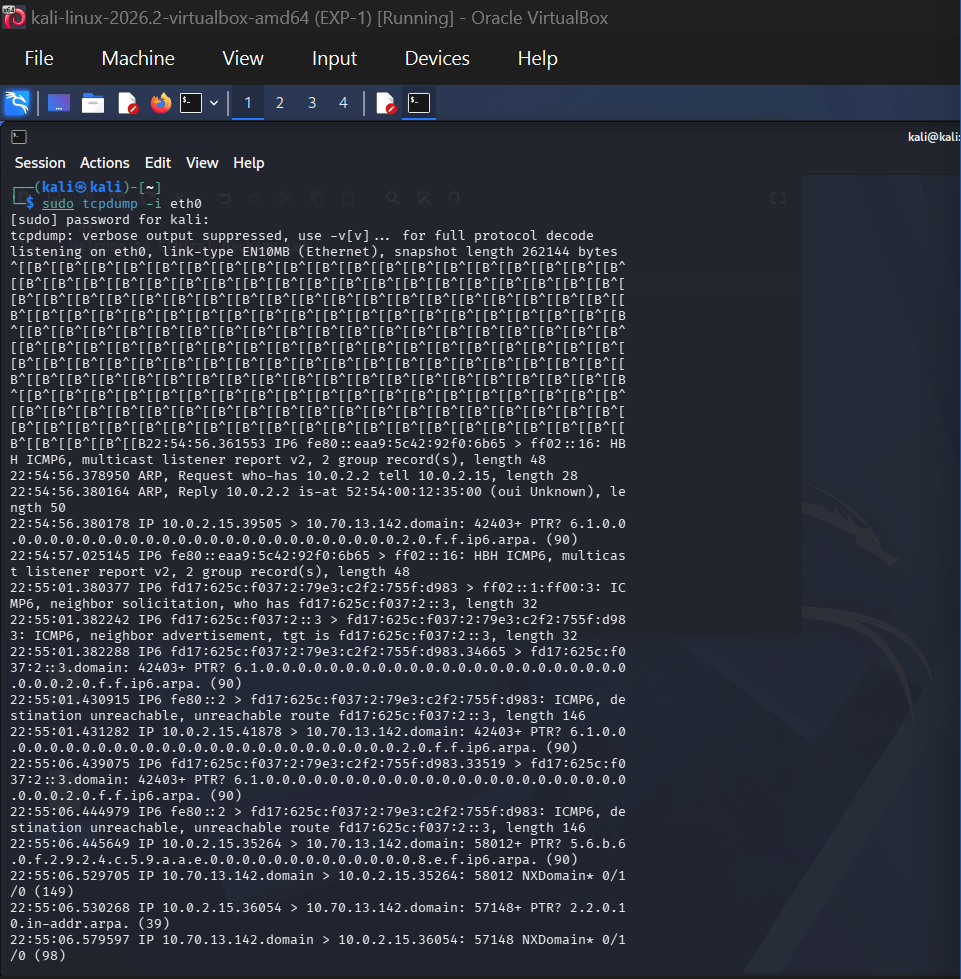 kali-linux-2026.2-virtualbox-amd64 (EXP-1) [Running] - Oracle VirtualBox
File Machine View Input Devices Help
1 2 3 4
kali@kali:
Session Actions Edit View Help
┌──(kali㉿kali)-[~]
└─$ sudo tcpdump -i eth0
[sudo] password for kali:
tcpdump: verbose output suppressed, use -v[v]... for full protocol decode
listening on eth0, link-type EN10MB (Ethernet), snapshot length 262144 bytes
^[[B^[[B^[[B^[[B^[[B^[[B^[[B^[[B^[[B^[[B^[[B^[[B^[[B^[[B^[[B^[[B^[[B^[[B^[[B^
[[B^[[B^[[B^[[B^[[B^[[B^[[B^[[B^[[B^[[B^[[B^[[B^[[B^[[B^[[B^[[B^[[B^[[B^[[B^[
[B^[[B^[[B^[[B^[[B^[[B^[[B^[[B^[[B^[[B^[[B^[[B^[[B^[[B^[[B^[[B^[[B^[[B^[[B^[[
B^[[B^[[B^[[B^[[B^[[B^[[B^[[B^[[B^[[B^[[B^[[B^[[B^[[B^[[B^[[B^[[B^[[B^[[B^[[B
^[[B^[[B^[[B^[[B^[[B^[[B^[[B^[[B^[[B^[[B^[[B^[[B^[[B^[[B^[[B^[[B^[[B^[[B^[[B^
[[B^[[B^[[B^[[B^[[B^[[B^[[B^[[B^[[B^[[B^[[B^[[B^[[B^[[B^[[B^[[B^[[B^[[B^[[B^[
[B^[[B^[[B^[[B^[[B^[[B^[[B^[[B^[[B^[[B^[[B^[[B^[[B^[[B^[[B^[[B^[[B^[[B^[[B^[[
B^[[B^[[B^[[B^[[B^[[B^[[B^[[B^[[B^[[B^[[B^[[B^[[B^[[B^[[B^[[B^[[B^[[B^[[B^[[B
^[[B^[[B^[[B^[[B^[[B^[[B^[[B^[[B^[[B^[[B^[[B^[[B^[[B^[[B^[[B^[[B^[[B^[[B^[[B^
[[B^[[B^[[B^[[B^[[B^[[B^[[B^[[B^[[B^[[B^[[B^[[B^[[B^[[B^[[B^[[B^[[B^[[B^[[B^[
[B^[[B^[[B^[[B^[[B^[[B^[[B^[[B^[[B^[[B^[[B^[[B^[[B^[[B^[[B^[[B^[[B^[[B^[[B^[[
B^[[B^[[B^[[B^[[B22:54:56.361553 IP6 fe80::eaa9:5c42:92f0:6b65 > ff02::16: HB
H ICMP6, multicast listener report v2, 2 group record(s), length 48
22:54:56.378950 ARP, Request who-has 10.0.2.2 tell 10.0.2.15, length 28
22:54:56.380164 ARP, Reply 10.0.2.2 is-at 52:54:00:12:35:00 (oui Unknown), le
ngth 50
22:54:56.380178 IP 10.0.2.15.39505 > 10.70.13.142.domain: 42403+ PTR? 6.1.0.0
.0.0.0.0.0.0.0.0.0.0.0.0.0.0.0.0.0.0.0.0.0.0.0.0.2.0.f.f.ip6.arpa. (90)
22:54:57.025145 IP6 fe80::eaa9:5c42:92f0:6b65 > ff02::16: HBH ICMP6, multicas
t listener report v2, 2 group record(s), length 48
22:55:01.380377 IP6 fd17:625c:f037:2:79e3:c2f2:755f:d983 > ff02::1:ff00:3: IC
MP6, neighbor solicitation, who has fd17:625c:f037:2::3, length 32
22:55:01.382242 IP6 fd17:625c:f037:2::3 > fd17:625c:f037:2:79e3:c2f2:755f:d98
3: ICMP6, neighbor advertisement, tgt is fd17:625c:f037:2::3, length 32
22:55:01.382288 IP6 fd17:625c:f037:2:79e3:c2f2:755f:d983.34665 > fd17:625c:f0
37:2::3.domain: 42403+ PTR? 6.1.0.0.0.0.0.0.0.0.0.0.0.0.0.0.0.0.0.0.0.0.0.0.0
.0.0.0.2.0.f.f.ip6.arpa. (90)
22:55:01.430915 IP6 fe80::2 > fd17:625c:f037:2:79e3:c2f2:755f:d983: ICMP6, de
stination unreachable, unreachable route fd17:625c:f037:2::3, length 146
22:55:01.431282 IP 10.0.2.15.41878 > 10.70.13.142.domain: 42403+ PTR? 6.1.0.0
.0.0.0.0.0.0.0.0.0.0.0.0.0.0.0.0.0.0.0.0.0.0.0.0.2.0.f.f.ip6.arpa. (90)
22:55:06.439075 IP6 fd17:625c:f037:2:79e3:c2f2:755f:d983.33519 > fd17:625c:f0
37:2::3.domain: 42403+ PTR? 6.1.0.0.0.0.0.0.0.0.0.0.0.0.0.0.0.0.0.0.0.0.0.0.0
.0.0.0.2.0.f.f.ip6.arpa. (90)
22:55:06.444979 IP6 fe80::2 > fd17:625c:f037:2:79e3:c2f2:755f:d983: ICMP6, de
stination unreachable, unreachable route fd17:625c:f037:2::3, length 146
22:55:06.445649 IP 10.0.2.15.35264 > 10.70.13.142.domain: 58012+ PTR? 5.6.b.6
.0.f.2.9.2.4.c.5.9.a.a.e.0.0.0.0.0.0.0.0.0.0.0.0.0.8.e.f.ip6.arpa. (90)
22:55:06.529705 IP 10.70.13.142.domain > 10.0.2.15.35264: 58012 NXDomain* 0/1
/0 (149)
22:55:06.530268 IP 10.0.2.15.36054 > 10.70.13.142.domain: 57148+ PTR? 2.2.0.1
0.in-addr.arpa. (39)
22:55:06.579597 IP 10.70.13.142.domain > 10.0.2.15.36054: 57148 NXDomain* 0/1
/0 (98)